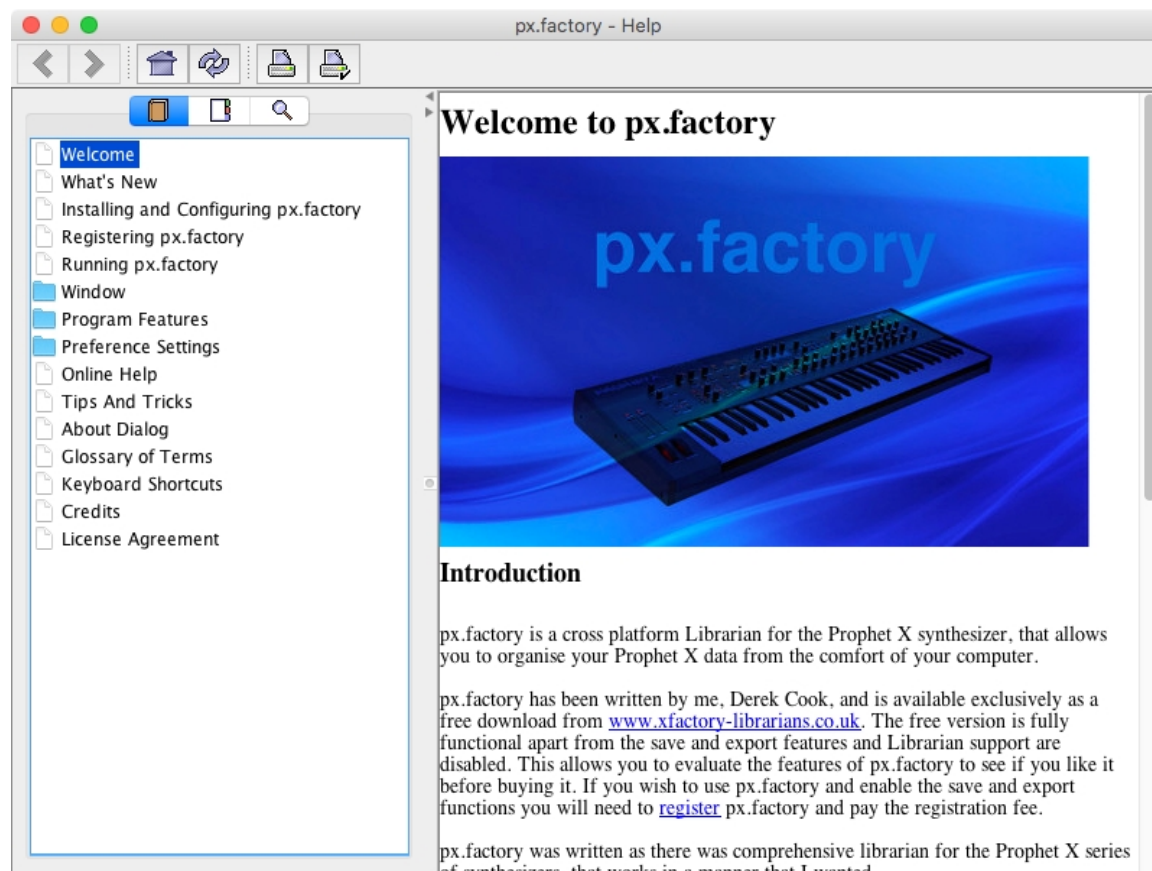 px.factory - Help
Welcome
What's New
Installing and Configuring px.factory
Registering px.factory
Running px.factory
Window
Program Features
Preference Settings
Online Help
Tips And Tricks
About Dialog
Glossary of Terms
Keyboard Shortcuts
Credits
License Agreement
Welcome to px.factory
px.factory
Introduction
px.factory is a cross platform Librarian for the Prophet X synthesizer, that allows
you to organise your Prophet X data from the comfort of your computer.
px.factory has been written by me, Derek Cook, and is available exclusively as a
free download from www.xfactory-librarians.co.uk. The free version is fully
functional apart from the save and export features and Librarian support are
disabled. This allows you to evaluate the features of px.factory to see if you like it
before buying it. If you wish to use px.factory and enable the save and export
functions you will need to register px.factory and pay the registration fee.
px.factory was written as there was comprehensive librarian for the Prophet X series
of synthesizers, that works in a manner that I wanted.